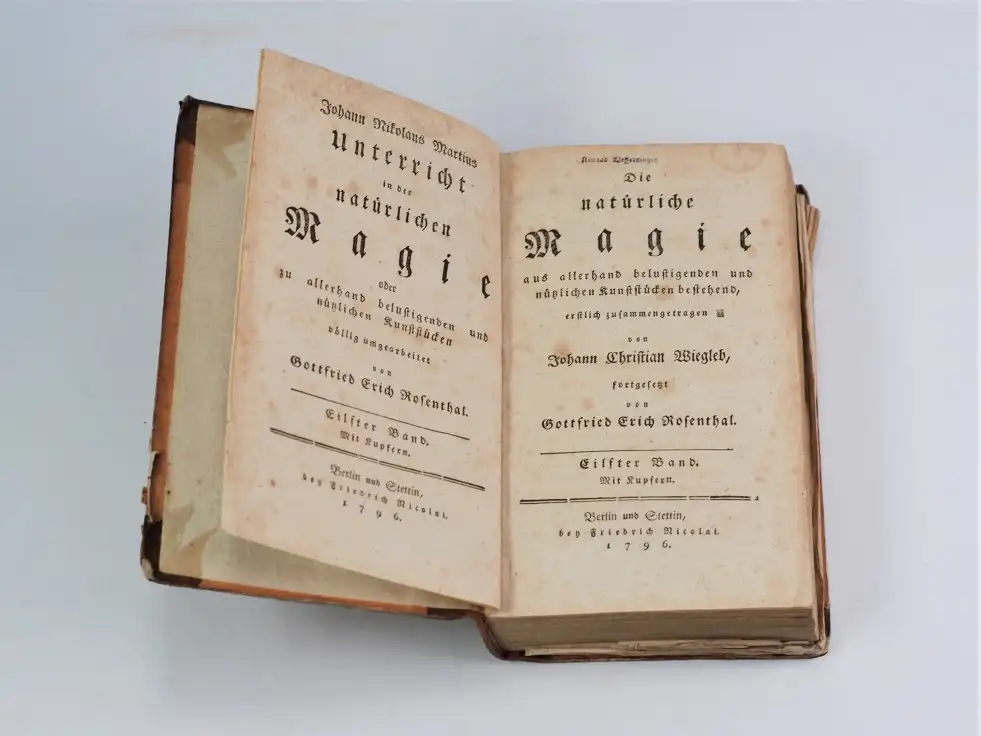 Johann Nikolaus Martius
Unterricht
in der
natürlichen
Magie
oder
zu allerhand belustigenden und
nützlichen Kunststücken
völlig umgearbeitet
von
Gottfried Erich Rosenthal.
Eilfter Band.
Mit Kupfern.
Berlin und Stettin,
bey Friedrich Nicolai.
1796.
Die
natürliche
Magie
aus allerhand belustigenden und
nützlichen Kunststücken bestehend,
erstlich zusammengetragen
von
Johann Christian Wiegleb,
fortgesetzt
von
Gottfried Erich Rosenthal.
Eilfter Band.
Mit Kupfern.
Berlin und Stettin,
bey Friedrich Nicolai.
1796.